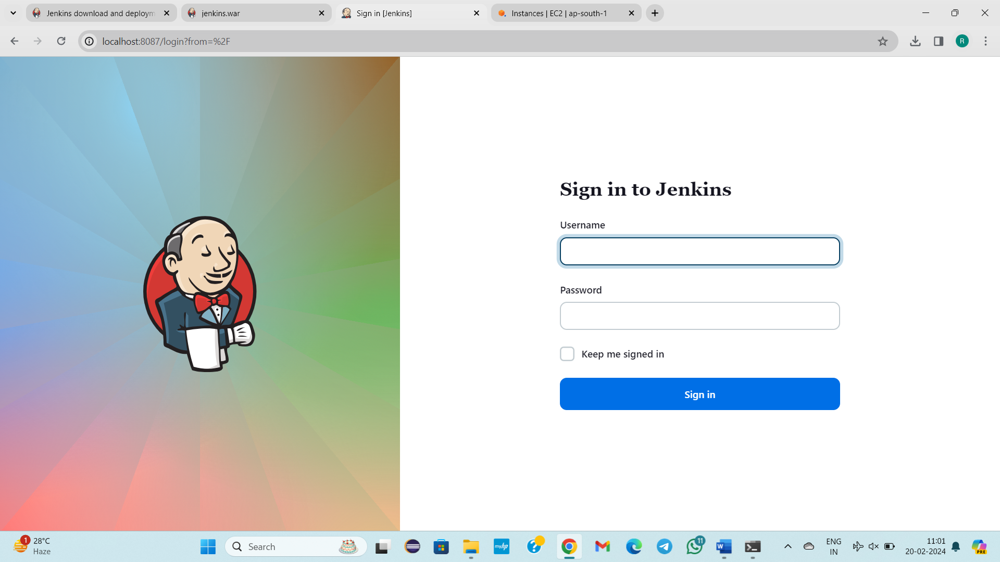 Jenkins download and deploym
jenkins.war
Sign in [Jenkins]
Instances | EC2 | ap-south-1
localhost:8087/login?from=%2F
R
Sign in to Jenkins
Username
Password
Keep me signed in
Sign in
1
28°C
Haze
Search
myhp
11
W
ENG
IN
11:01
20-02-2024
PRE